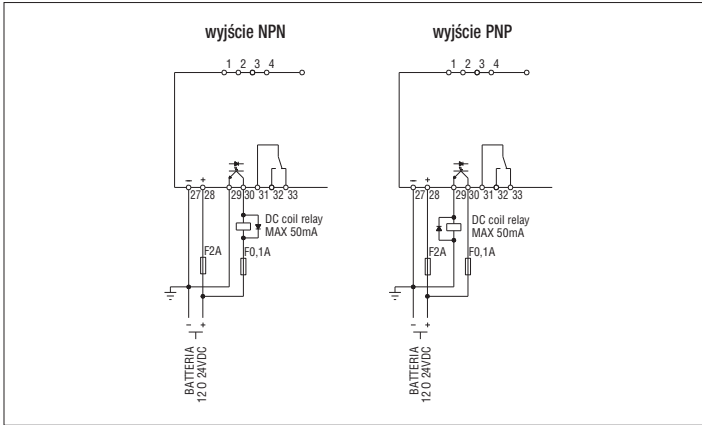 wyjście NPN
1 2 3 4
– +
27 28 29 30 31 32 33
DC coil relay
MAX 50mA
F2A
F0,1A
– +
BATTERIA
12 O 24VDC
wyjście PNP
1 2 3 4
– +
27 28 29 30 31 32 33
DC coil relay
MAX 50mA
F2A
F0,1A
– +
BATTERIA
12 O 24VDC